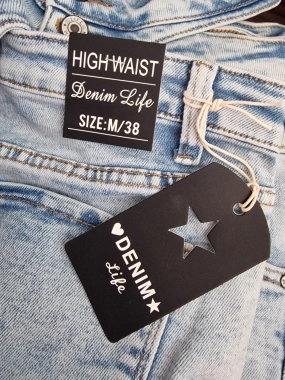 HIGH WAIST
Denim Life
SIZE:M/38
DENIM
Life